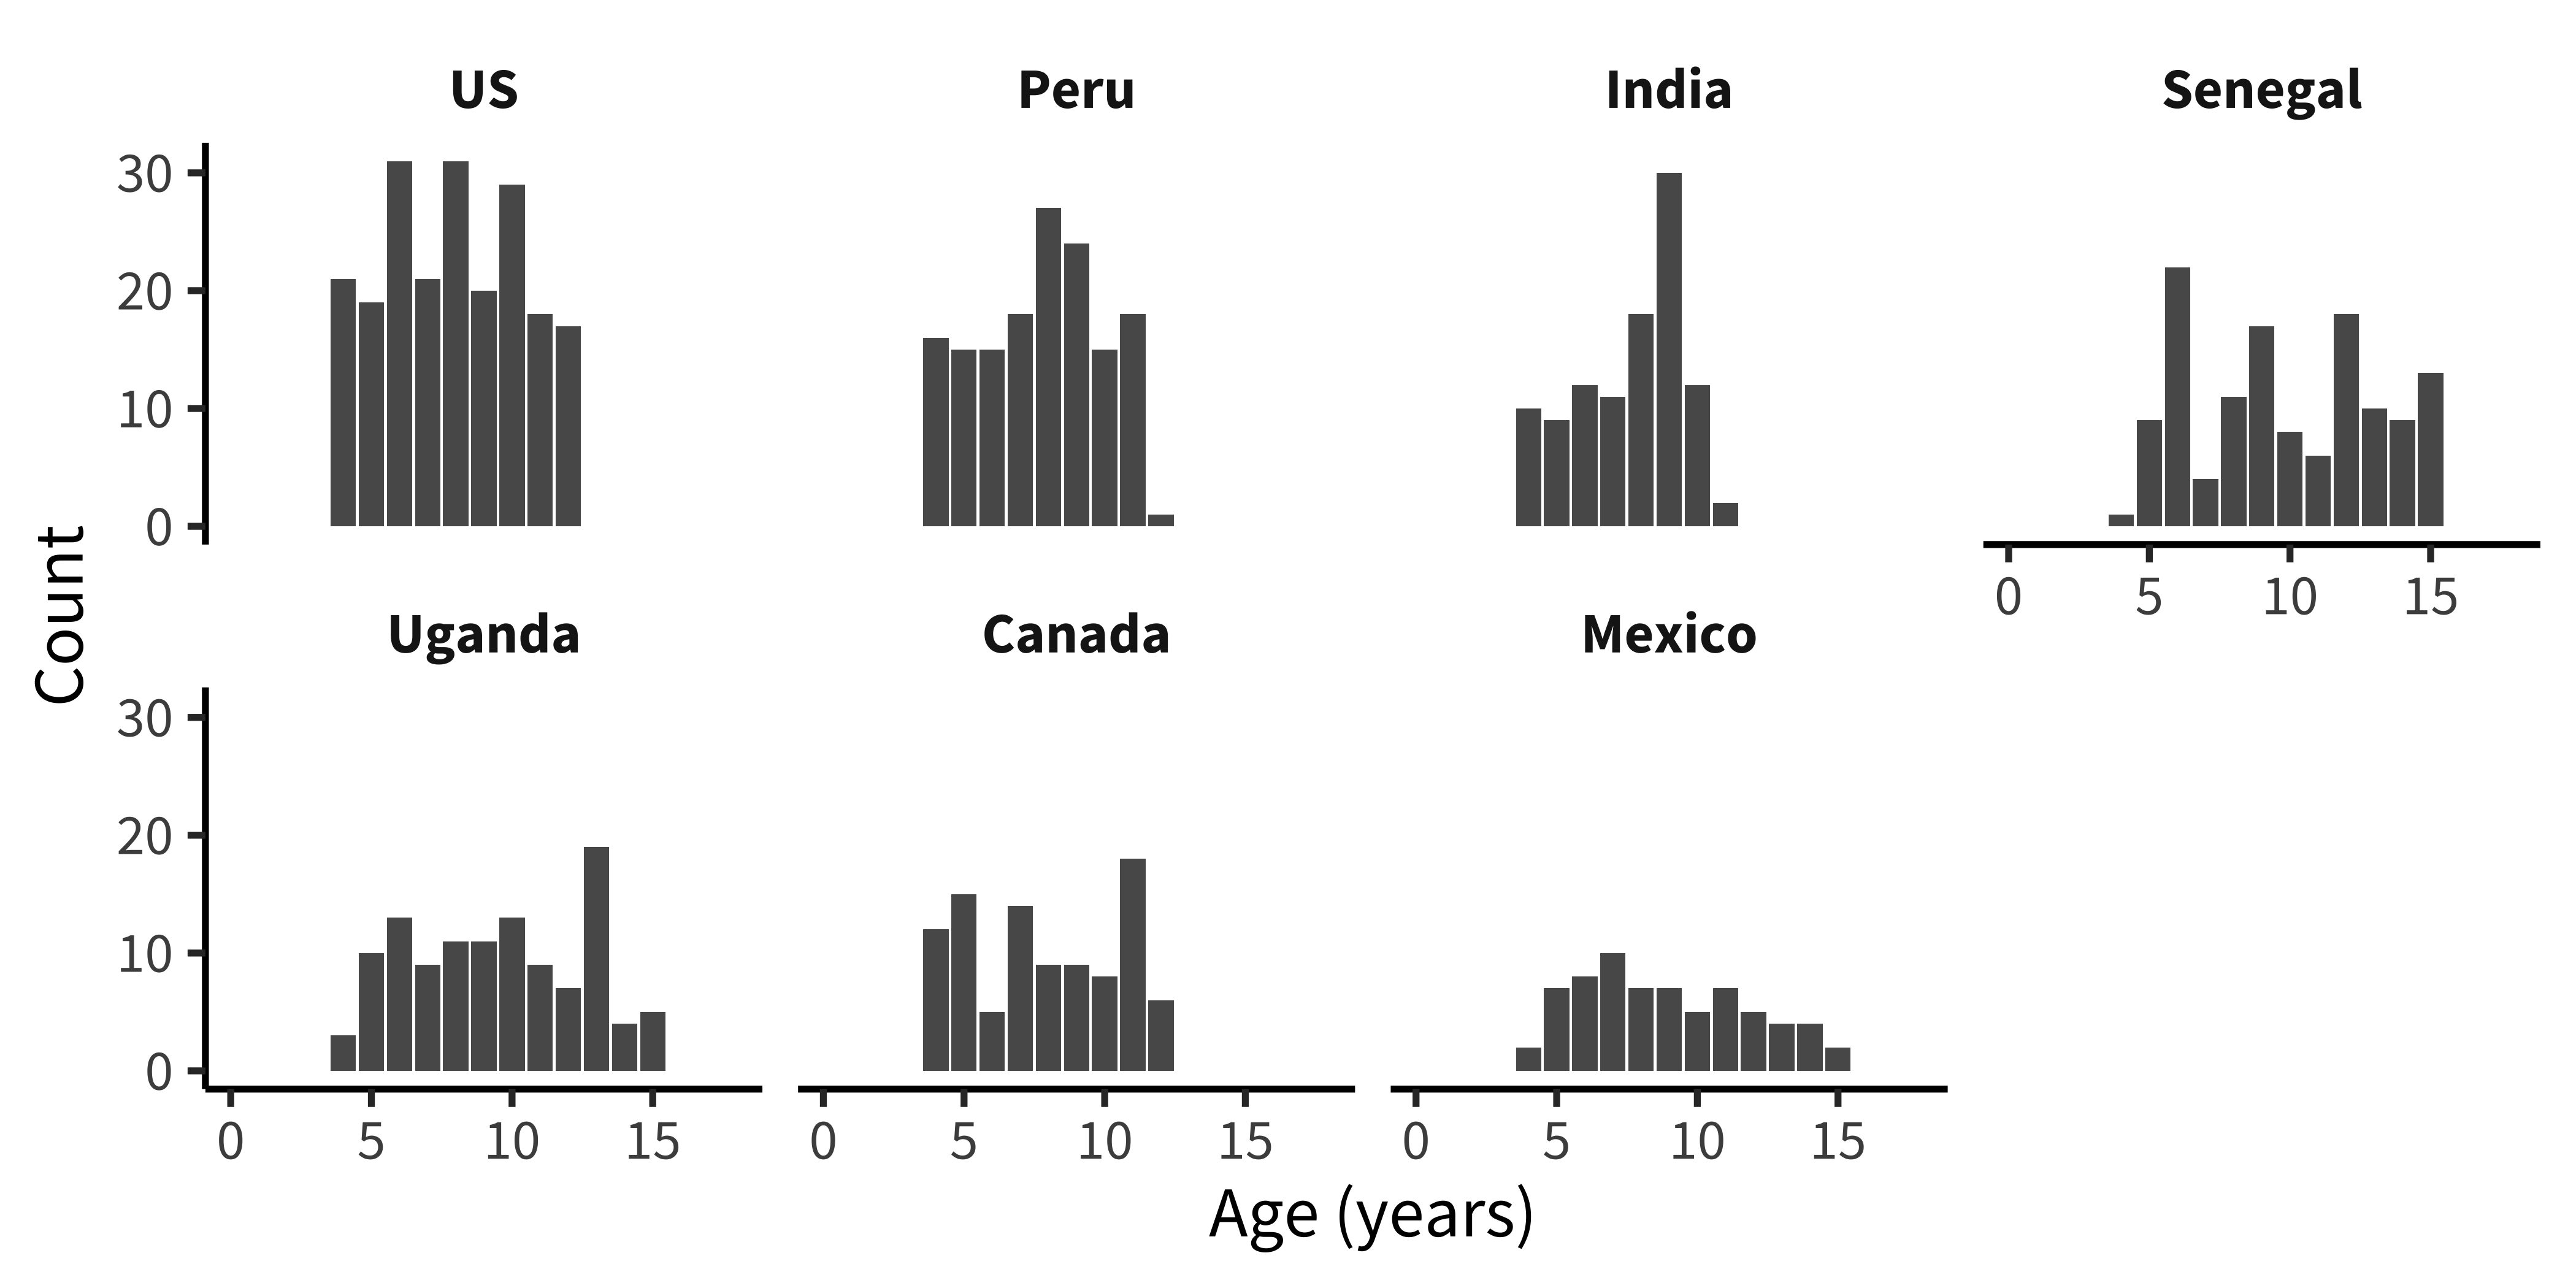 US Peru India Senegal
30
20
10
0
0 5 10 15
Uganda Canada Mexico
30
20
10
0
0 5 10 15 0 5 10 15 0 5 10 15
Count
Age (years)